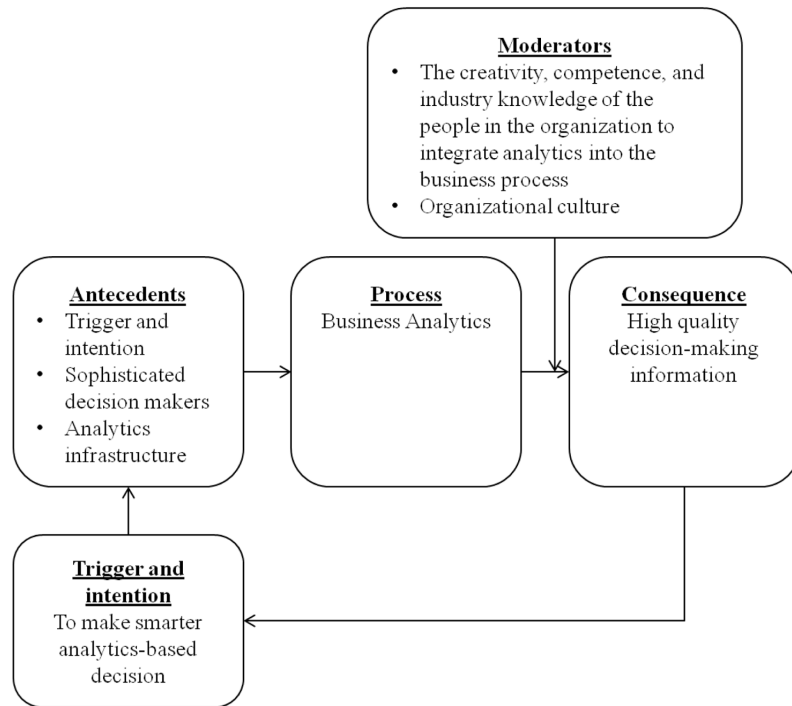 Moderators
• The creativity, competence, and
industry knowledge of the
people in the organization to
integrate analytics into the
business process
• Organizational culture
Antecedents
• Trigger and
intention
• Sophisticated
decision makers
• Analytics
infrastructure
Process
Business Analytics
Consequence
High quality
decision-making
information
Trigger and
intention
To make smarter
analytics-based
decision